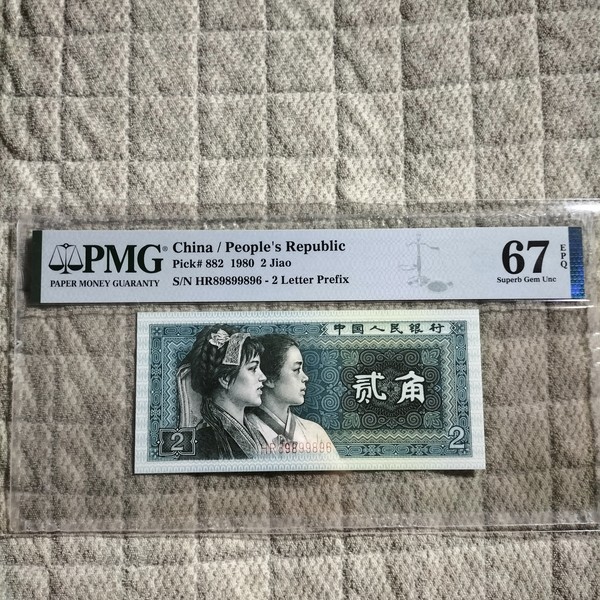 PMG®
PAPER MONEY GUARANTY
China / People's Republic
Pick# 882 1980 2 Jiao
S/N HR89899896 - 2 Letter Prefix
67
EPQ
Superb Gem Unc
中国人民银行
贰角
2
HR89899896
2